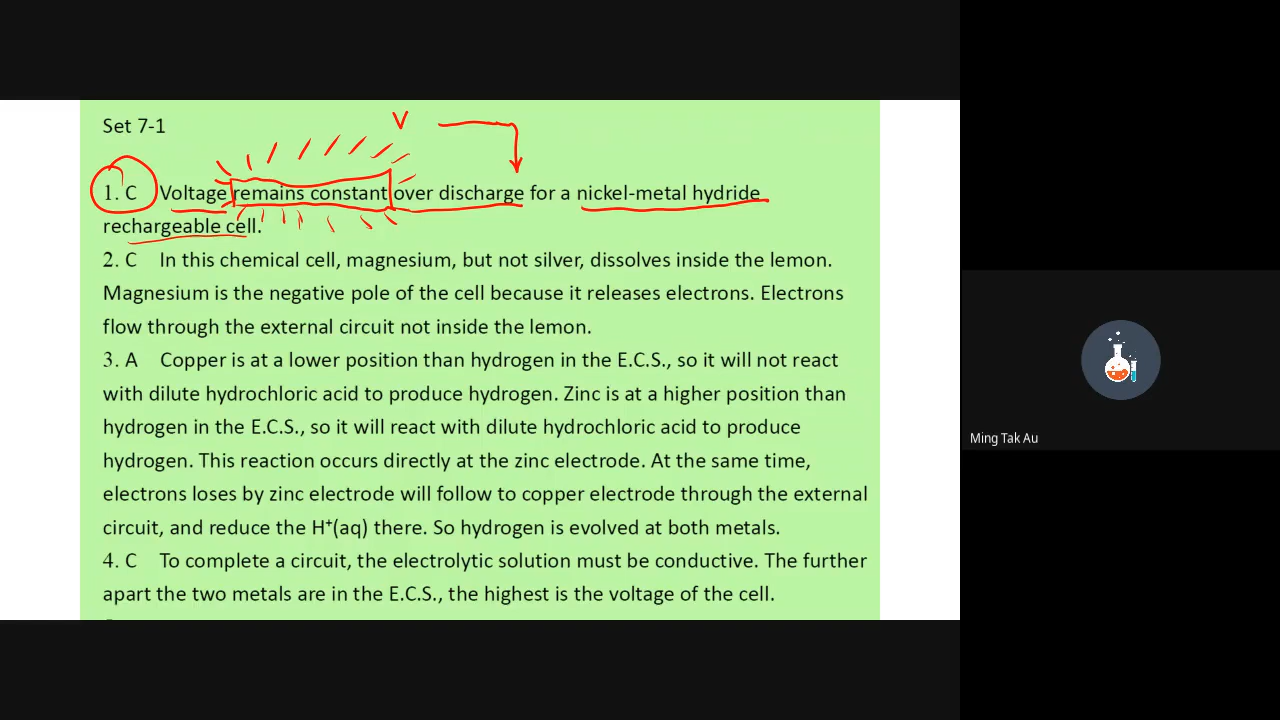 Set 7-1
V
1. C Voltage remains constant over discharge for a nickel-metal hydride
rechargeable cell.
2. C In this chemical cell, magnesium, but not silver, dissolves inside the lemon.
Magnesium is the negative pole of the cell because it releases electrons. Electrons
flow through the external circuit not inside the lemon.
3. A Copper is at a lower position than hydrogen in the E.C.S., so it will not react
with dilute hydrochloric acid to produce hydrogen. Zinc is at a higher position than
hydrogen in the E.C.S., so it will react with dilute hydrochloric acid to produce
hydrogen. This reaction occurs directly at the zinc electrode. At the same time,
electrons loses by zinc electrode will follow to copper electrode through the external
circuit, and reduce the H⁺(aq) there. So hydrogen is evolved at both metals.
4. C To complete a circuit, the electrolytic solution must be conductive. The further
apart the two metals are in the E.C.S., the highest is the voltage of the cell.
Ming Tak Au